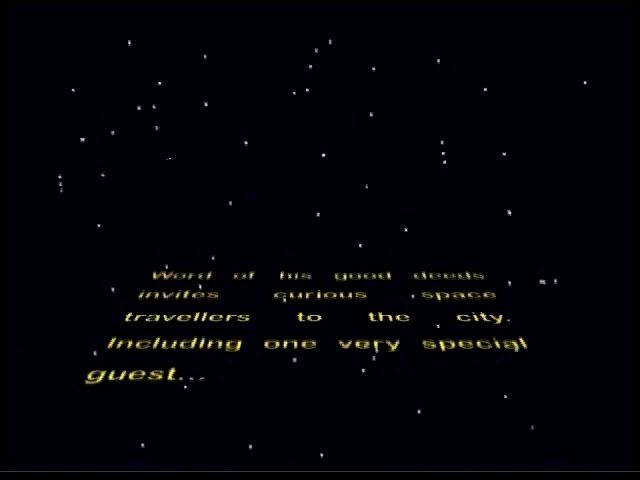 Word of his good deeds
invites curious space
travellers to the city.
Including one very special
guest...